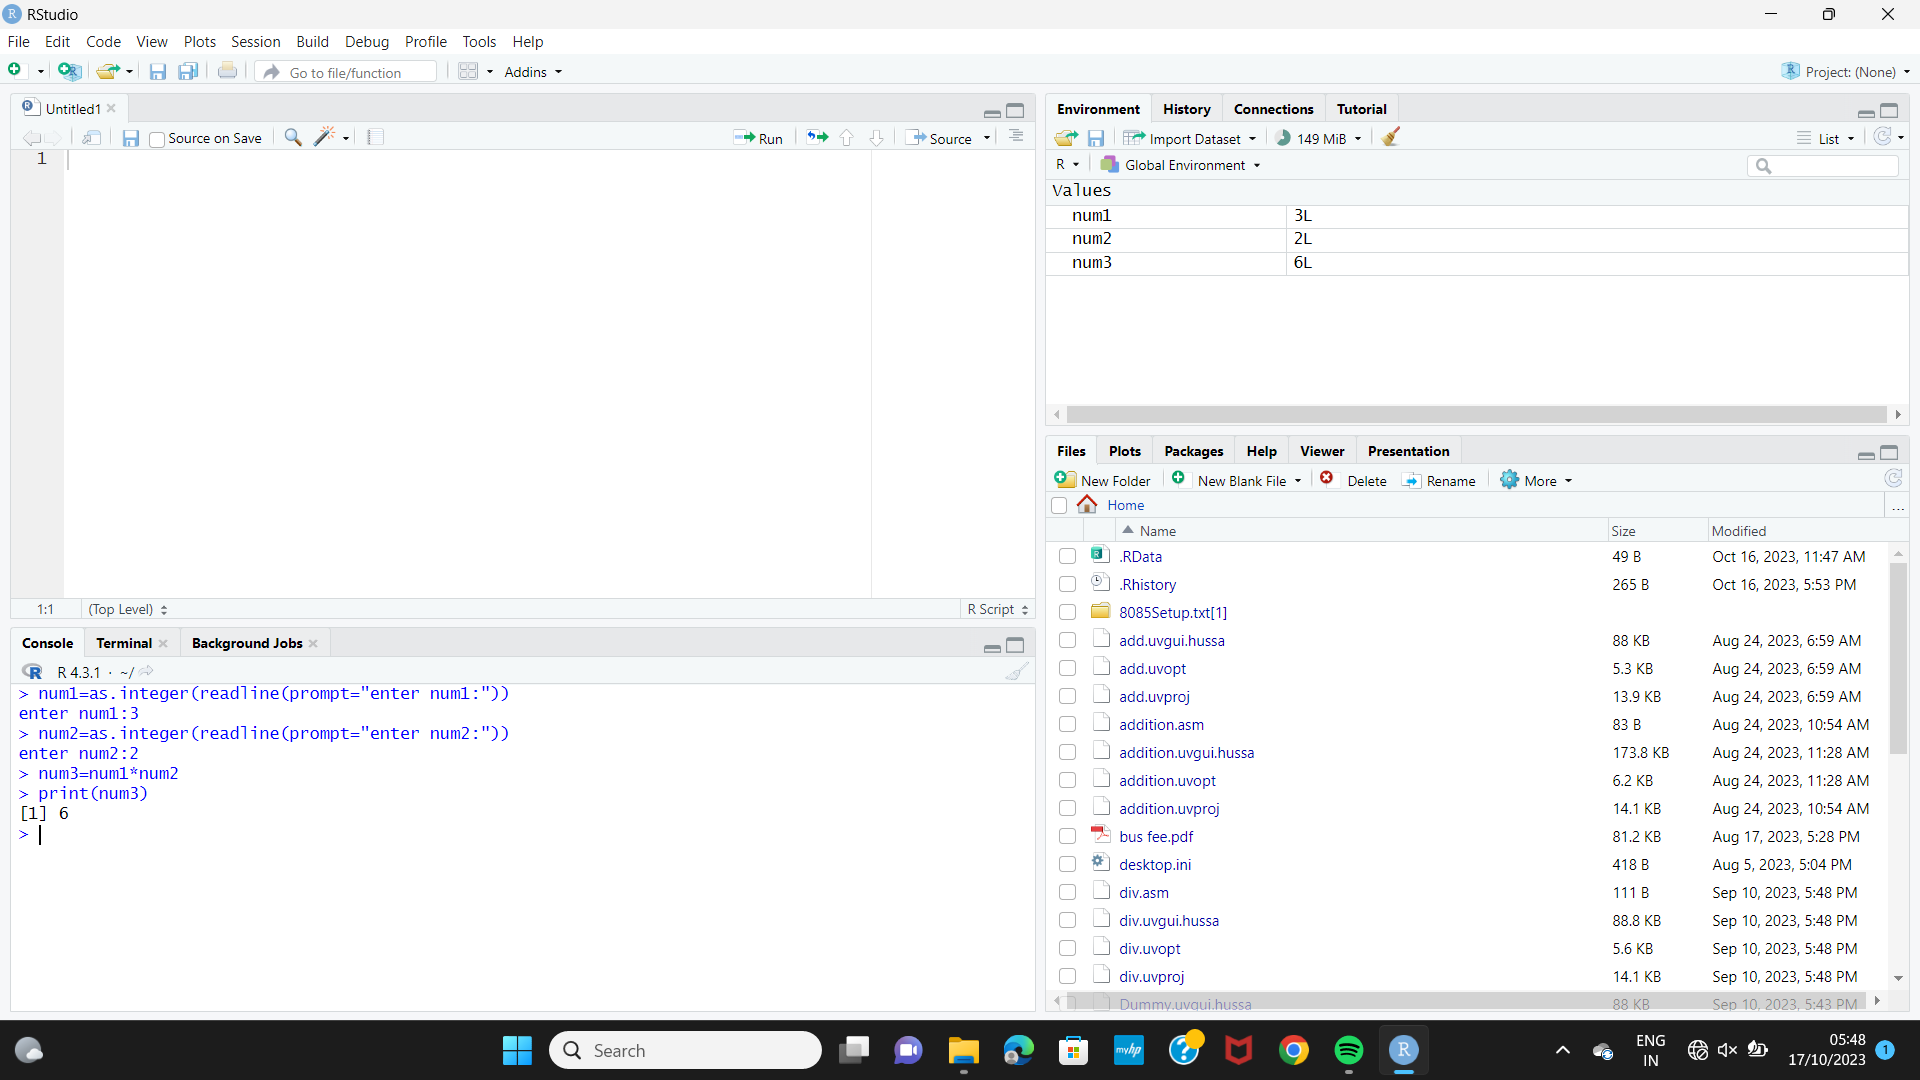 RStudio
File Edit Code View Plots Session Build Debug Profile Tools Help
Go to file/function Addins Project: (None)
Untitled1
Source on Save Run Source
1
1:1 (Top Level) R Script
Console Terminal Background Jobs
R 4.3.1 · ~/
> num1=as.integer(readline(prompt="enter num1:"))
enter num1:3
> num2=as.integer(readline(prompt="enter num2:"))
enter num2:2
> num3=num1*num2
> print(num3)
[1] 6
>
Environment History Connections Tutorial
Import Dataset 149 MiB List
R Global Environment
Values
num1 3L
num2 2L
num3 6L
Files Plots Packages Help Viewer Presentation
New Folder New Blank File Delete Rename More
Home ...
Name Size Modified
.RData 49 B Oct 16, 2023, 11:47 AM
.Rhistory 265 B Oct 16, 2023, 5:53 PM
8085Setup.txt[1]
add.uvgui.hussa 88 KB Aug 24, 2023, 6:59 AM
add.uvopt 5.3 KB Aug 24, 2023, 6:59 AM
add.uvproj 13.9 KB Aug 24, 2023, 6:59 AM
addition.asm 83 B Aug 24, 2023, 10:54 AM
addition.uvgui.hussa 173.8 KB Aug 24, 2023, 11:28 AM
addition.uvopt 6.2 KB Aug 24, 2023, 11:28 AM
addition.uvproj 14.1 KB Aug 24, 2023, 10:54 AM
bus fee.pdf 81.2 KB Aug 17, 2023, 5:28 PM
desktop.ini 418 B Aug 5, 2023, 5:04 PM
div.asm 111 B Sep 10, 2023, 5:48 PM
div.uvgui.hussa 88.8 KB Sep 10, 2023, 5:48 PM
div.uvopt 5.6 KB Sep 10, 2023, 5:48 PM
div.uvproj 14.1 KB Sep 10, 2023, 5:48 PM
Dummy.uvgui.hussa 88 KB Sep 10, 2023, 5:43 PM
Search myhp R ENG 05:48
IN 17/10/2023 1